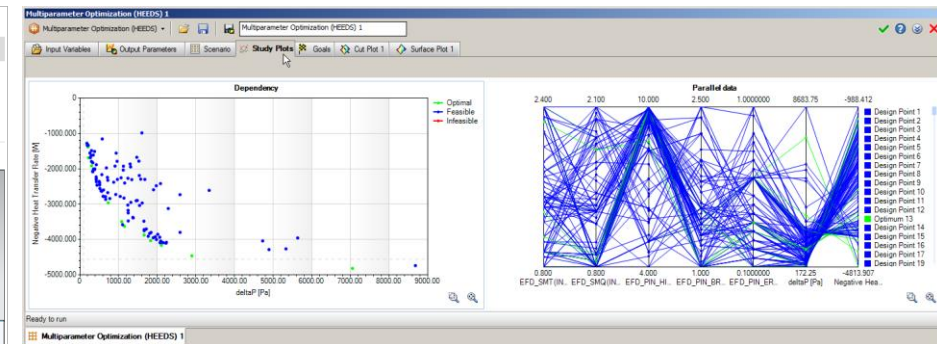 Multiparameter Optimization (HEEDS) 1
Multiparameter Optimization (HEEDS) Multiparameter Optimization (HEEDS) 1
Input Variables Output Parameters Scenario Study Plots Goals Cut Plot 1 Surface Plot 1
Dependency
Optimal
Feasible
Infeasible
0
-1000.000
-2000.000
-3000.000
-4000.000
-5000.000
Negative Heat Transfer Rate [W]
0 1000.00 2000.00 3000.00 4000.00 5000.00 6000.00 7000.00 8000.00 9000.00
deltaP [Pa]
Parallel data
2.400 2.100 10.000 2.500 1.0000000 8683.75 -988.412
0.800 0.800 4.000 1.000 0.1000000 172.25 -4813.907
EFD_SMT(IN.. EFD_SMQ(IN.. EFD_PIN_HI.. EFD_PIN_BR.. EFD_PIN_ER.. deltaP [Pa] Negative Hea..
Design Point 1
Design Point 2
Design Point 3
Design Point 4
Design Point 5
Design Point 6
Design Point 7
Design Point 8
Design Point 9
Design Point 10
Design Point 11
Design Point 12
Optimum 13
Design Point 14
Design Point 15
Design Point 16
Design Point 17
Design Point 19
Ready to run
Multiparameter Optimization (HEEDS) 1